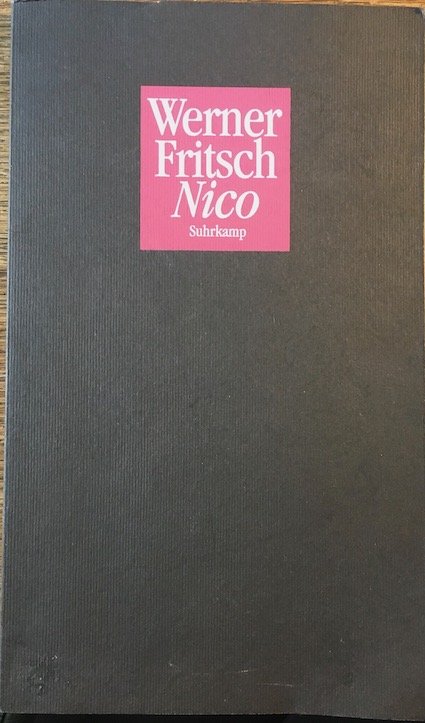 Werner
Fritsch
Nico
Suhrkamp